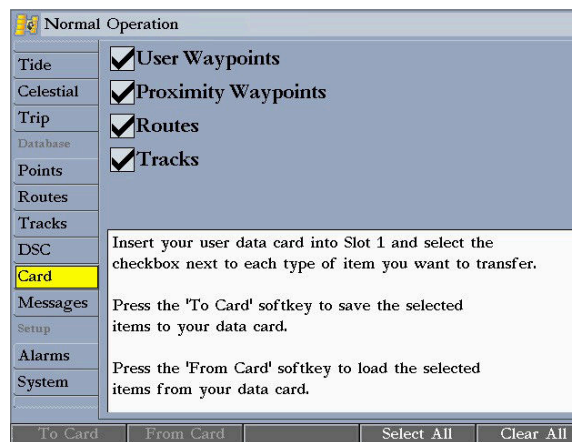 Normal Operation
Tide
Celestial
Trip
Database
Points
Routes
Tracks
DSC
Card
Messages
Setup
Alarms
System
User Waypoints
Proximity Waypoints
Routes
Tracks
Insert your user data card into Slot 1 and select the
checkbox next to each type of item you want to transfer.
Press the 'To Card' softkey to save the selected
items to your data card.
Press the 'From Card' softkey to load the selected
items from your data card.
To Card
From Card
Select All
Clear All